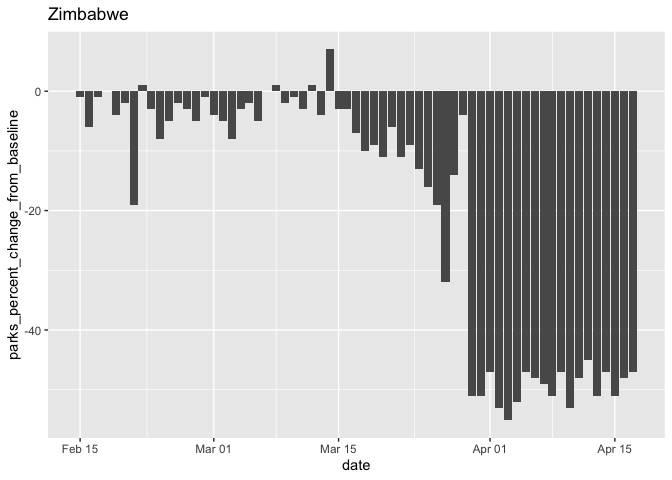 Zimbabwe
parks_percent_change_from_baseline
0
-20
-40
Feb 15
Mar 01
Mar 15
Apr 01
Apr 15
date